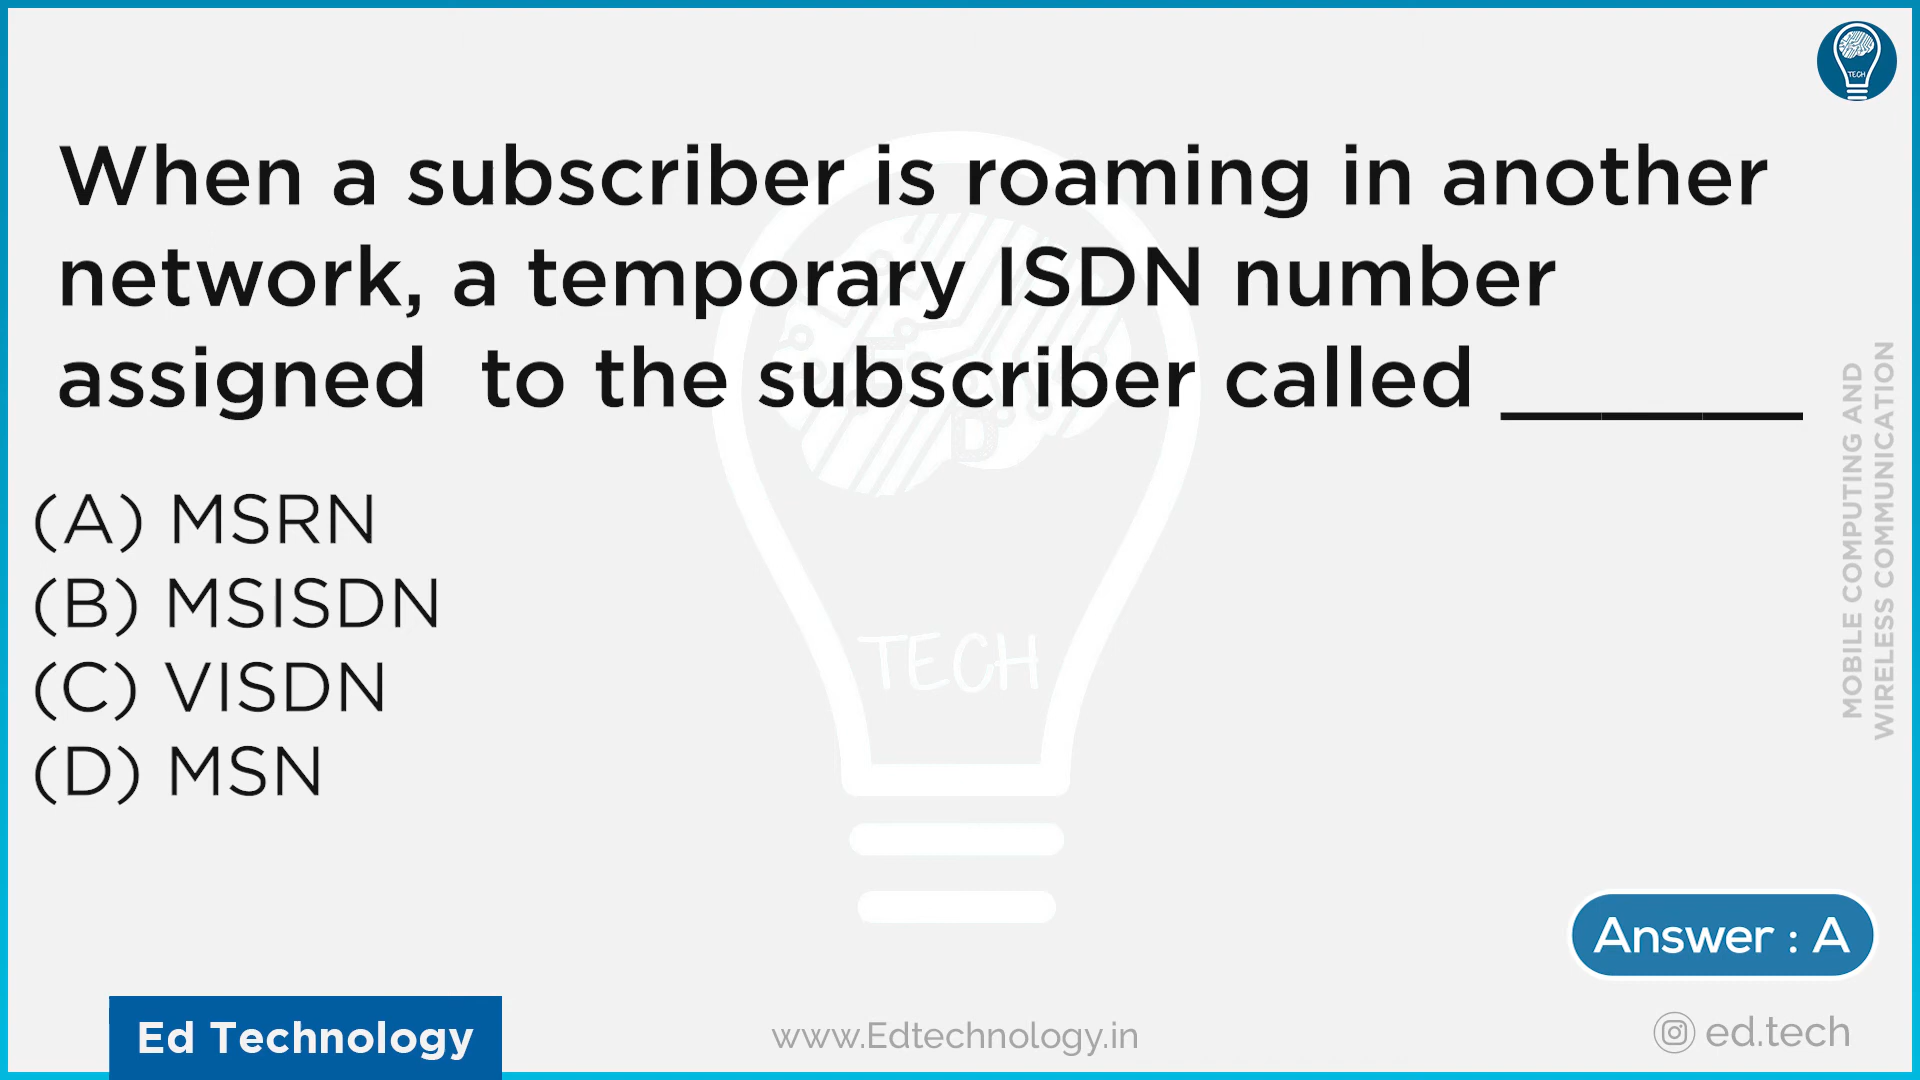 TECH
When a subscriber is roaming in another
network, a temporary ISDN number
assigned  to the subscriber called ______
(A) MSRN
(B) MSISDN
(C) VISDN
(D) MSN
MOBILE COMPUTING AND
WIRELESS COMMUNICATION
TECH
Answer : A
Ed Technology
www.Edtechnology.in
ed.tech